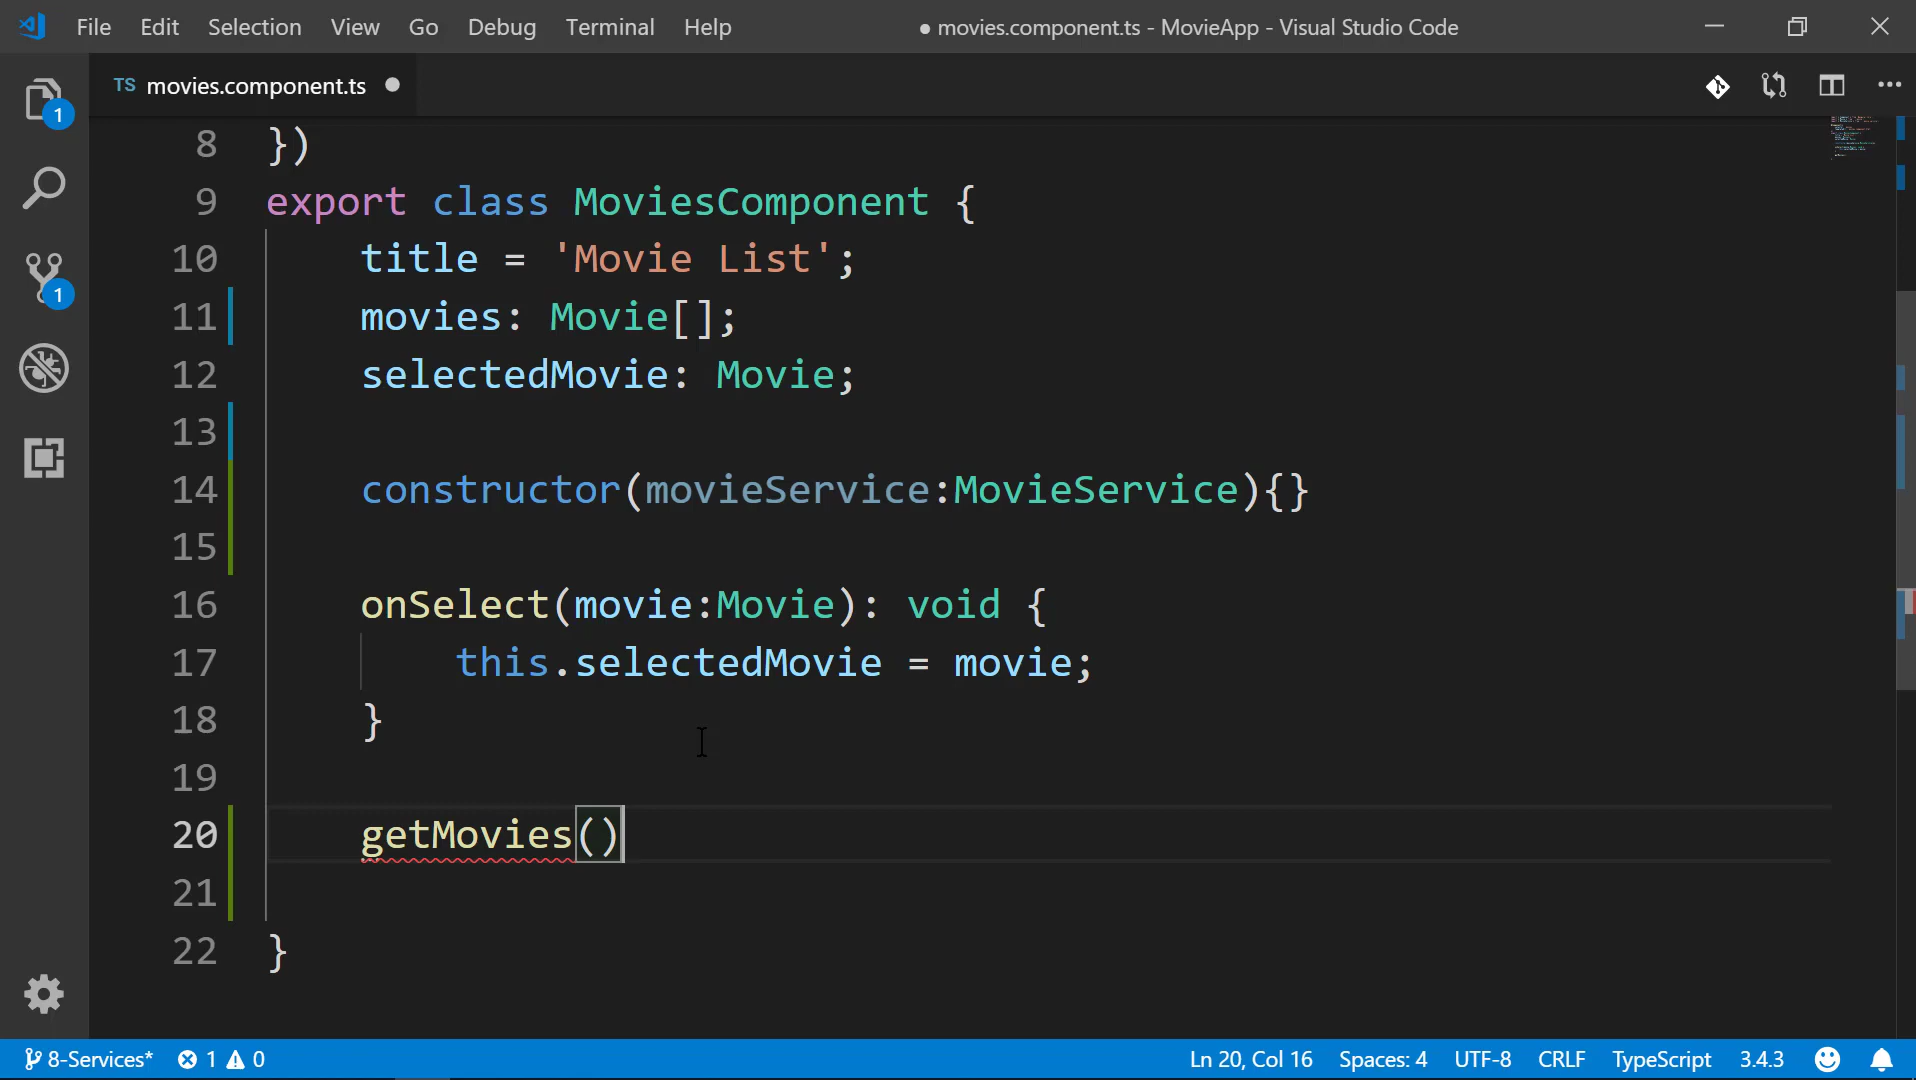 File Edit Selection View Go Debug Terminal Help ● movies.component.ts - MovieApp - Visual Studio Code
TS movies.component.ts ●
1
1
8 })
9 export class MoviesComponent {
10 title = 'Movie List';
11 movies: Movie[];
12 selectedMovie: Movie;
13
14 constructor(movieService:MovieService){}
15
16 onSelect(movie:Movie): void {
17 this.selectedMovie = movie;
18 }
19
20 getMovies()
21
22 }
8-Services* 1 0 Ln 20, Col 16 Spaces: 4 UTF-8 CRLF TypeScript 3.4.3